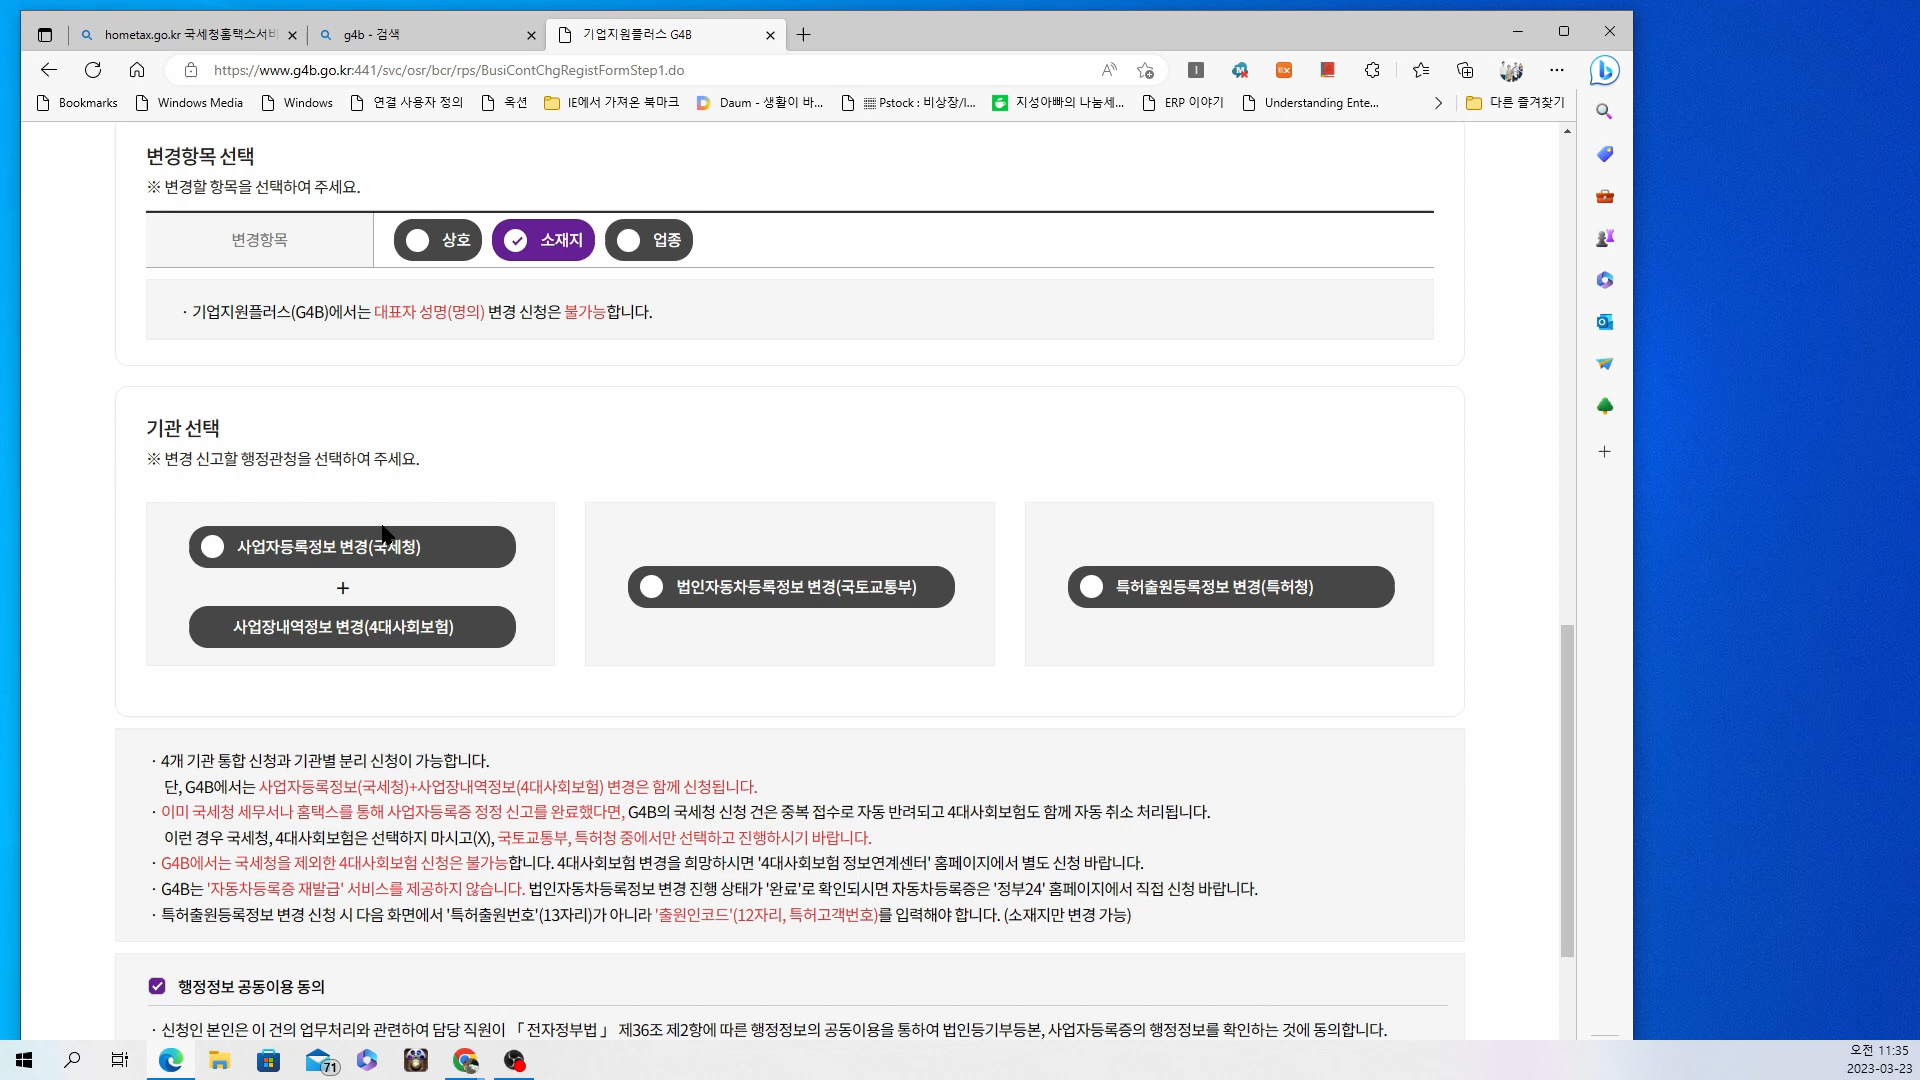 hometax.go.kr 국세청홈택스서비
g4b - 검색
기업지원플러스 G4B
https://www.g4b.go.kr:441/svc/osr/bcr/rps/BusiContChgRegistFormStep1.do
Bookmarks
Windows Media
Windows
연결 사용자 정의
옥션
IE에서 가져온 북마크
Daum - 생활이 바...
Pstock : 비상장/I...
지성아빠의 나눔세...
ERP 이야기
Understanding Ente...
다른 즐겨찾기
변경항목 선택
※ 변경할 항목을 선택하여 주세요.
변경항목
상호
소재지
업종
· 기업지원플러스(G4B)에서는 대표자 성명(명의) 변경 신청은 불가능합니다.
기관 선택
※ 변경 신고할 행정관청을 선택하여 주세요.
사업자등록정보 변경(국세청)
+
사업장내역정보 변경(4대사회보험)
법인자동차등록정보 변경(국토교통부)
특허출원등록정보 변경(특허청)
· 4개 기관 통합 신청과 기관별 분리 신청이 가능합니다.
단, G4B에서는 사업자등록정보(국세청)+사업장내역정보(4대사회보험) 변경은 함께 신청됩니다.
· 이미 국세청 세무서나 홈택스를 통해 사업자등록증 정정 신고를 완료했다면, G4B의 국세청 신청 건은 중복 접수로 자동 반려되고 4대사회보험도 함께 자동 취소 처리됩니다.
이런 경우 국세청, 4대사회보험은 선택하지 마시고(X), 국토교통부, 특허청 중에서만 선택하고 진행하시기 바랍니다.
· G4B에서는 국세청을 제외한 4대사회보험 신청은 불가능합니다. 4대사회보험 변경을 희망하시면 '4대사회보험 정보연계센터' 홈페이지에서 별도 신청 바랍니다.
· G4B는 '자동차등록증 재발급' 서비스를 제공하지 않습니다. 법인자동차등록정보 변경 진행 상태가 '완료'로 확인되시면 자동차등록증은 '정부24' 홈페이지에서 직접 신청 바랍니다.
· 특허출원등록정보 변경 신청 시 다음 화면에서 '특허출원번호'(13자리)가 아니라 '출원인코드'(12자리, 특허고객번호)를 입력해야 합니다. (소재지만 변경 가능)
행정정보 공동이용 동의
· 신청인 본인은 이 건의 업무처리와 관련하여 담당 직원이 「 전자정부법 」 제36조 제2항에 따른 행정정보의 공동이용을 통하여 법인등기부등본, 사업자등록증의 행정정보를 확인하는 것에 동의합니다.
71
오전 11:35
2023-03-23